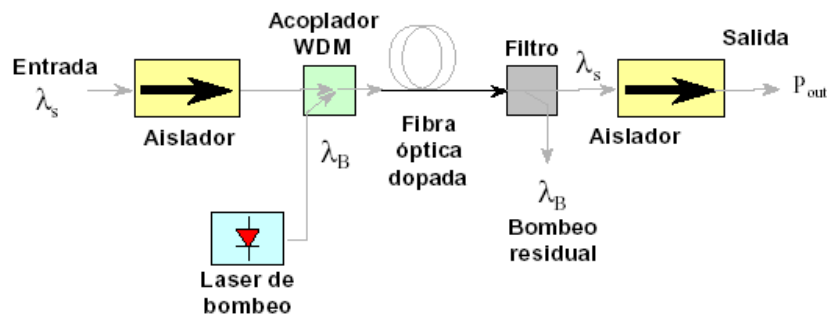 Entrada
λs
Aislador
Acoplador
WDM
λB
Laser de
bombeo
Fibra
óptica
dopada
Filtro
λB
Bombeo
residual
λs
Aislador
Salida
Pout